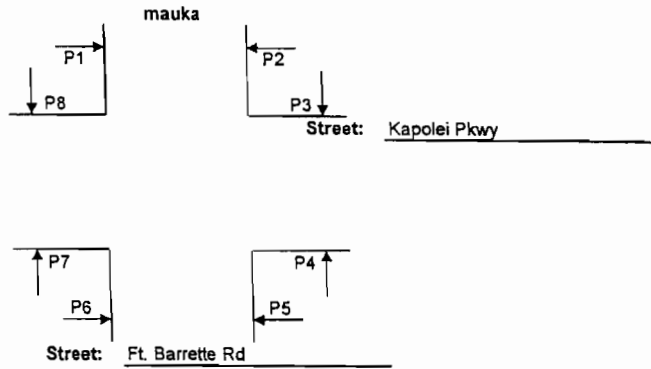 mauka
P1 P2
P8 P3
Street: Kapolei Pkwy
P7 P4
P6 P5
Street: Ft. Barrette Rd